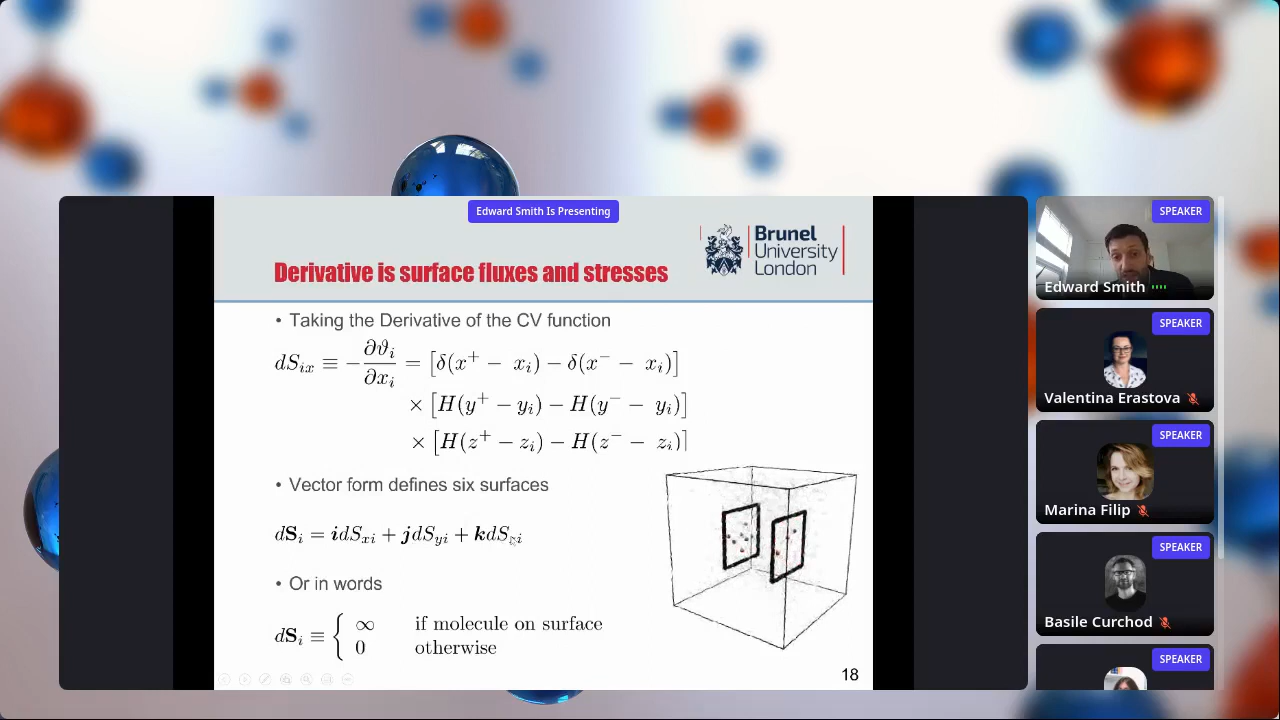 Edward Smith Is Presenting
Brunel
University
London
Derivative is surface fluxes and stresses
• Taking the Derivative of the CV function
dS_{ix} ≡ −∂ϑ_i/∂x_i = [δ(x⁺ − x_i) − δ(x⁻ − x_i)]
× [H(y⁺ − y_i) − H(y⁻ − y_i)]
× [H(z⁺ − z_i) − H(z⁻ − z_i)]
• Vector form defines six surfaces
d𝐒_i = 𝒊dS_{xi} + 𝒋dS_{yi} + 𝒌dS_{zi}
• Or in words
d𝐒_i ≡ { ∞ if molecule on surface
0 otherwise
18
SPEAKER
Edward Smith
SPEAKER
Valentina Erastova
SPEAKER
Marina Filip
SPEAKER
Basile Curchod
SPEAKER